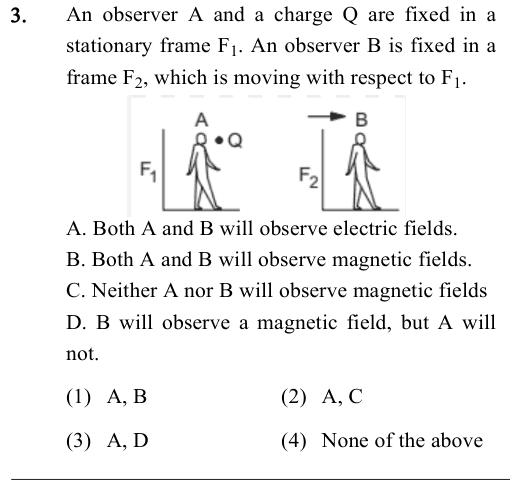 3. An observer A and a charge Q are fixed in a
stationary frame F₁. An observer B is fixed in a
frame F₂, which is moving with respect to F₁.
A B
Q
F₁ F₂
A. Both A and B will observe electric fields.
B. Both A and B will observe magnetic fields.
C. Neither A nor B will observe magnetic fields
D. B will observe a magnetic field, but A will
not.
(1) A, B (2) A, C
(3) A, D (4) None of the above